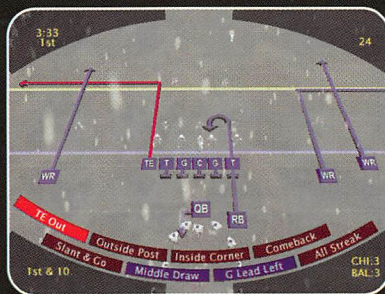 3:33
1st
24
WR
TE T G C G T
WR
WR
QB
RB
TE Out
Outside Post
Inside Corner
Comeback
All Streak
Slant & Go
Middle Draw
G Lead Left
1st & 10
CHI:3
BAL:3